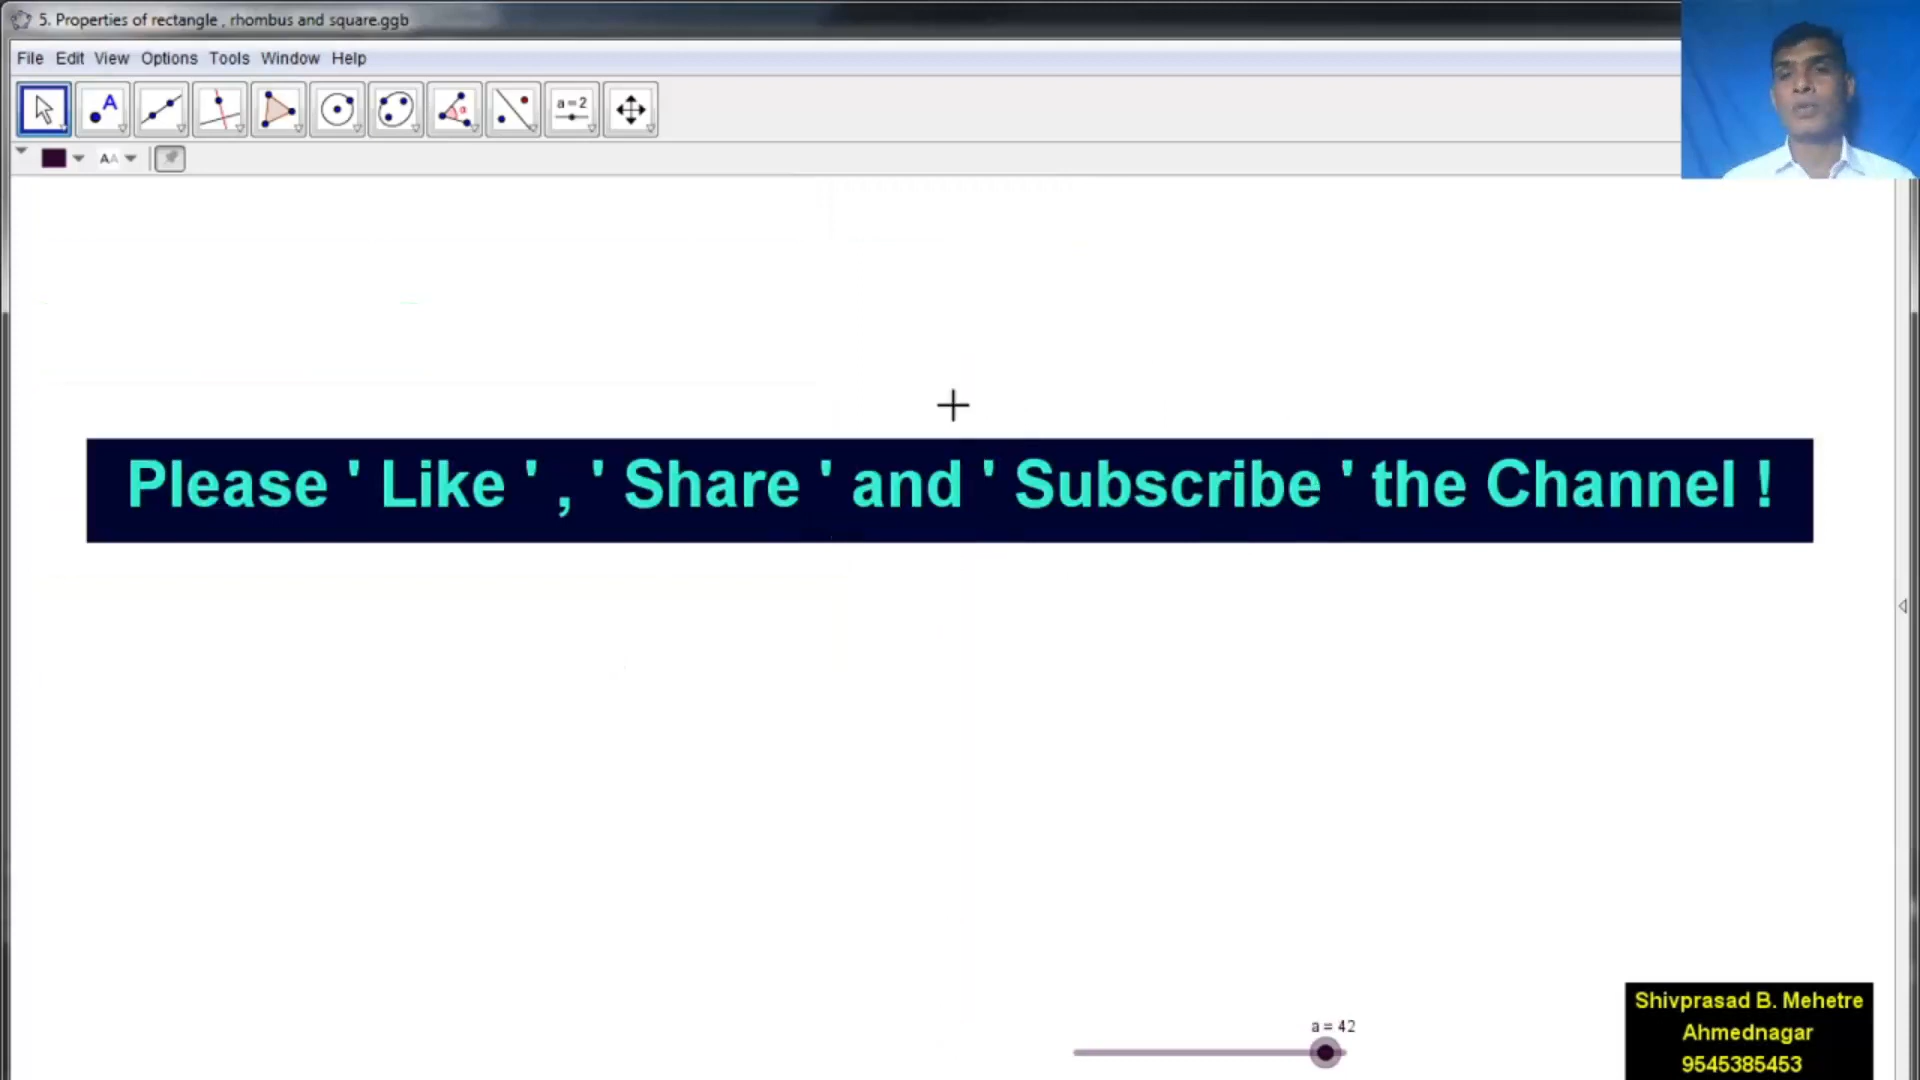 5. Properties of rectangle , rhombus and square.ggb
File Edit View Options Tools Window Help
A
a = 2
AA
Please ' Like ' , ' Share ' and ' Subscribe ' the Channel !
a = 42
Shivprasad B. Mehetre
Ahmednagar
9545385453